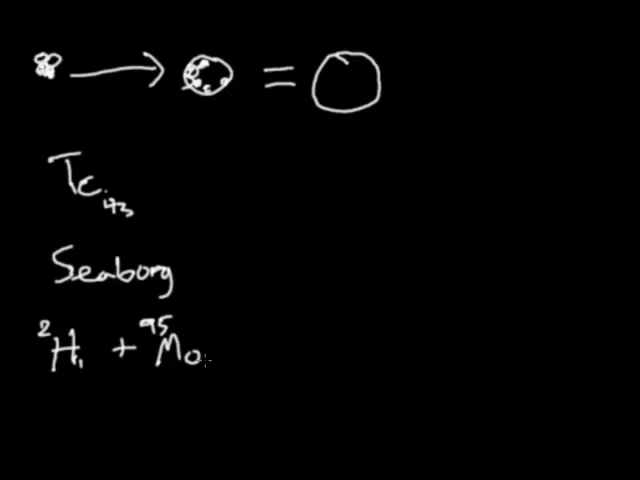 Tc₄₃
Seaborg
²H₁ + ⁹⁵Mo